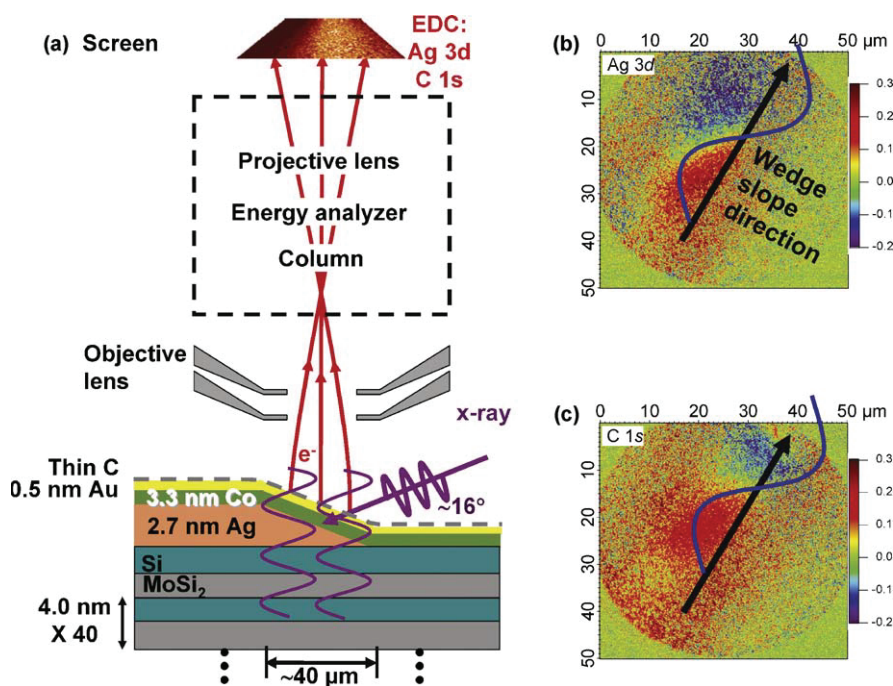 (a) Screen
EDC:
Ag 3d
C 1s
Projective lens
Energy analyzer
Column
Objective
lens
x-ray
e-
~16°
Thin C
0.5 nm Au
3.3 nm Co
2.7 nm Ag
Si
MoSi₂
4.0 nm
X 40
~40 µm
(b)
0 10 20 30 40 50 µm
Ag 3d
10
20
30
40
50
Wedge
slope
direction
0.3
0.2
0.1
0.0
-0.1
-0.2
(c)
0 10 20 30 40 50 µm
C 1s
10
20
30
40
50
0.3
0.2
0.1
0.0
-0.1
-0.2